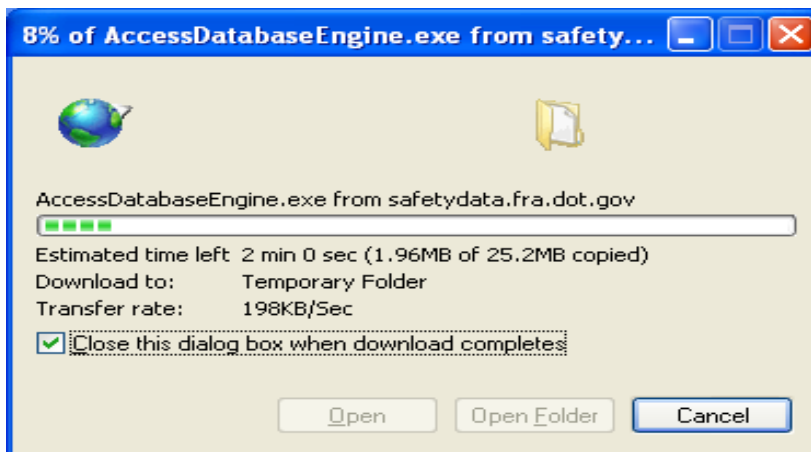 8% of AccessDatabaseEngine.exe from safety...
AccessDatabaseEngine.exe from safetydata.fra.dot.gov
Estimated time left 2 min 0 sec (1.96MB of 25.2MB copied)
Download to: Temporary Folder
Transfer rate: 198KB/Sec
Close this dialog box when download completes
Open Open Folder Cancel